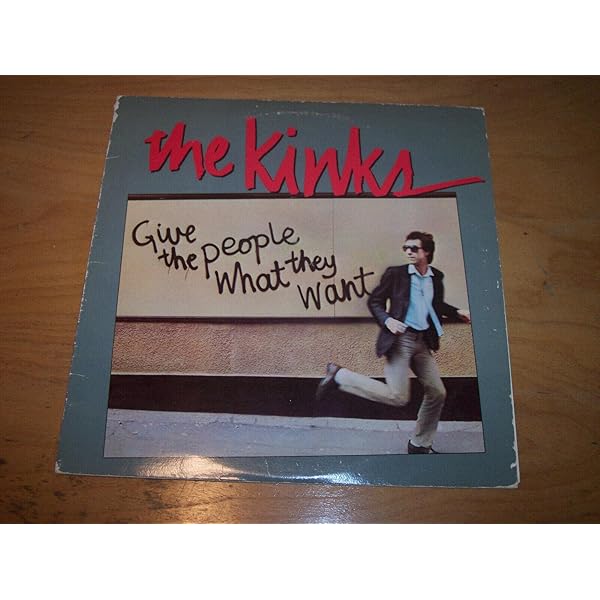 the Kinks
Give
the people
What they
Want